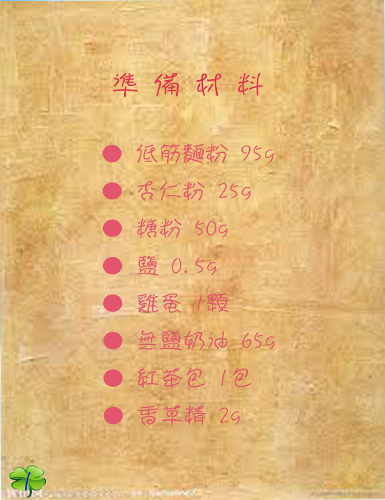 準備材料
低筋麵粉 95g
杏仁粉 25g
糖粉 50g
鹽 0.5g
雞蛋 1顆
無鹽奶油 65g
紅茶包 1包
香草精 2g